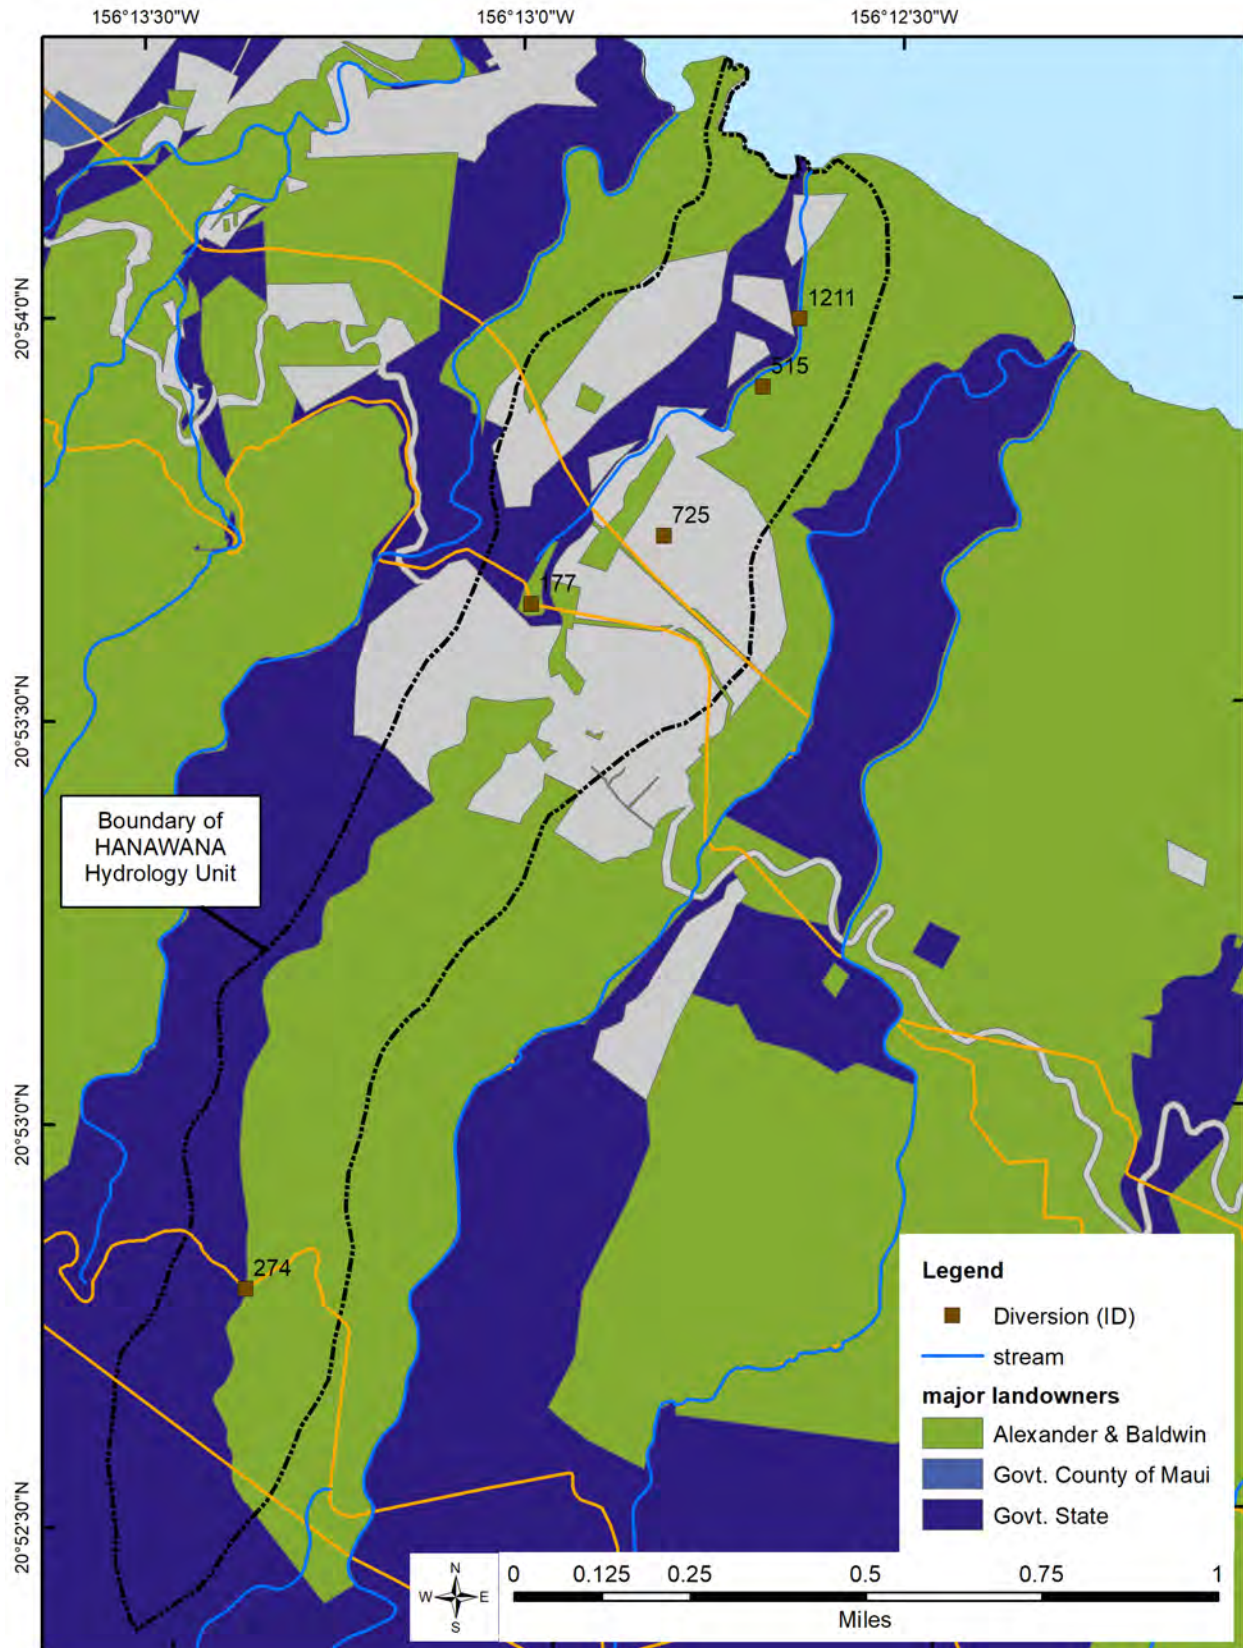 156°13'30"W
156°13'0"W
156°12'30"W
20°54'0"N
20°53'30"N
20°53'0"N
20°52'30"N
1211
515
725
177
Boundary of
HANAWANA
Hydrology Unit
274
Legend
Diversion (ID)
stream
major landowners
Alexander & Baldwin
Govt. County of Maui
Govt. State
N
W E
S
0 0.125 0.25 0.5 0.75 1
Miles